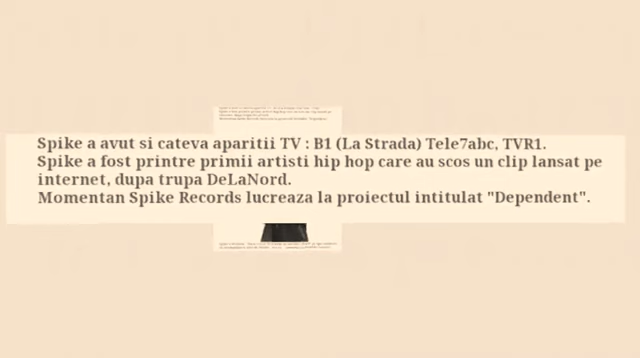 Spike a avut si cateva aparitii TV : B1 (La Strada) Tele7abc, TVR1.
Spike a fost printre primii artisti hip hop care au scos un clip lansat pe
internet, dupa trupa DeLaNord.
Momentan Spike Records lucreaza la proiectul intitulat "Dependent".